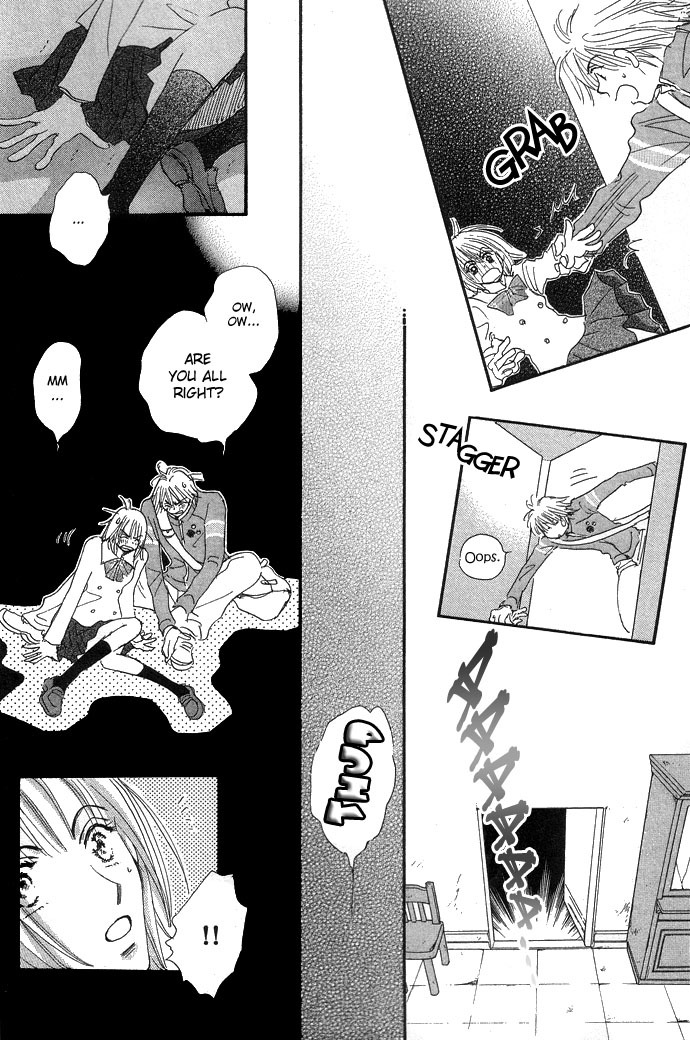 GRAB
STAGGER
Oops.
AAAAAAA
THUD
...
OW,
OW...
ARE
YOU ALL
RIGHT?
MM
...
!!